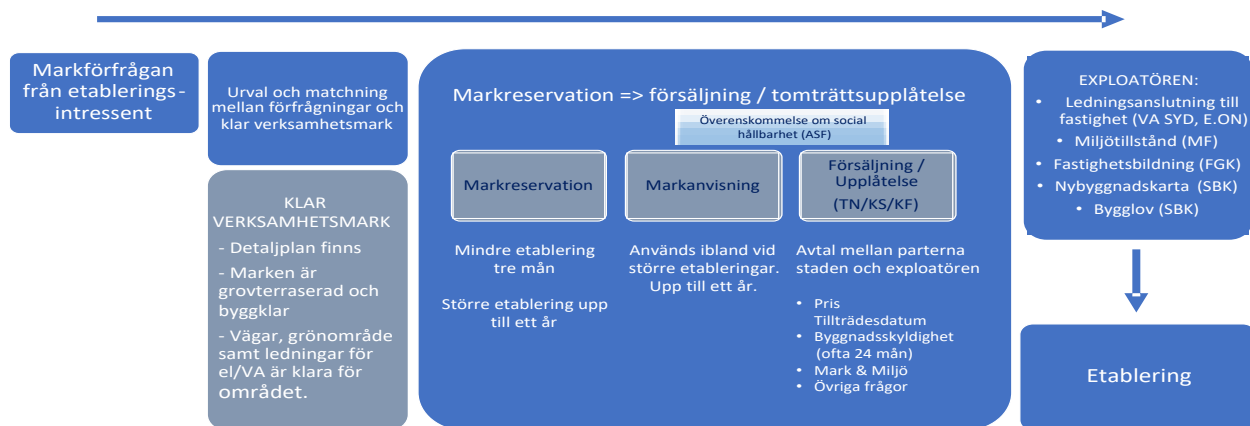 Markförfrågan
från etablerings-
intressent
Urval och matchning
mellan förfrågningar och
klar verksamhetsmark
KLAR
VERKSAMHETSMARK
- Detaljplan finns
- Marken är
grovterraserad och
byggklar
- Vägar, grönområde
samt ledningar för
el/VA är klara för
området.
Markreservation => försäljning / tomträttsupplåtelse
Överenskommelse om social
hållbarhet (ASF)
Markreservation
Mindre etablering
tre mån
Större etablering upp
till ett år
Markanvisning
Används ibland vid
större etableringar.
Upp till ett år.
Försäljning /
Upplåtelse
(TN/KS/KF)
Avtal mellan parterna
staden och exploatören
• Pris
Tillträdesdatum
• Byggnadsskyldighet
(ofta 24 mån)
• Mark & Miljö
• Övriga frågor
EXPLOATÖREN:
• Ledningsanslutning till
fastighet (VA SYD, E.ON)
• Miljötillstånd (MF)
• Fastighetsbildning (FGK)
• Nybyggnadskarta (SBK)
• Bygglov (SBK)
Etablering